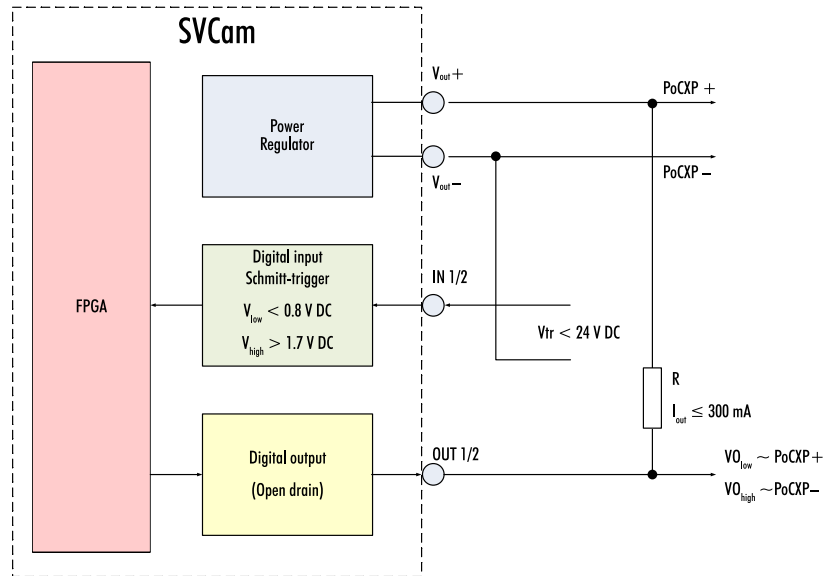 SVCam
Vout+
PoCXP +
Power
Regulator
Vout–
PoCXP –
Digital input
Schmitt-trigger
Vlow < 0.8 V DC
Vhigh > 1.7 V DC
IN 1/2
FPGA
Vtr < 24 V DC
R
Iout ≤ 300 mA
Digital output
(Open drain)
OUT 1/2
VOlow ~ PoCXP+
VOhigh ~PoCXP–